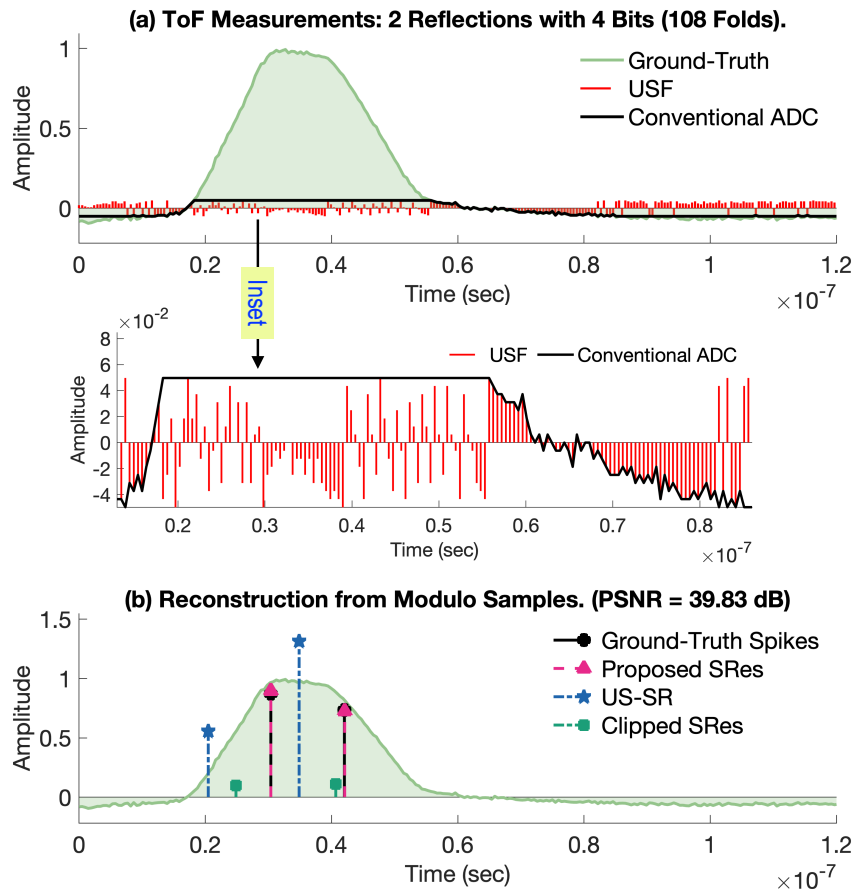 (a) ToF Measurements: 2 Reflections with 4 Bits (108 Folds).
1
0.5
0
Amplitude
Ground-Truth
USF
Conventional ADC
0 0.2 0.4 0.6 0.8 1 1.2
Time (sec)
×10⁻⁷
Inset
×10⁻²
8
6
4
2
0
-2
-4
Amplitude
USF Conventional ADC
0.2 0.3 0.4 0.5 0.6 0.7 0.8
Time (sec)
×10⁻⁷
(b) Reconstruction from Modulo Samples. (PSNR = 39.83 dB)
1.5
1
0.5
0
Amplitude
Ground-Truth Spikes
Proposed SRes
US-SR
Clipped SRes
0 0.2 0.4 0.6 0.8 1 1.2
Time (sec)
×10⁻⁷